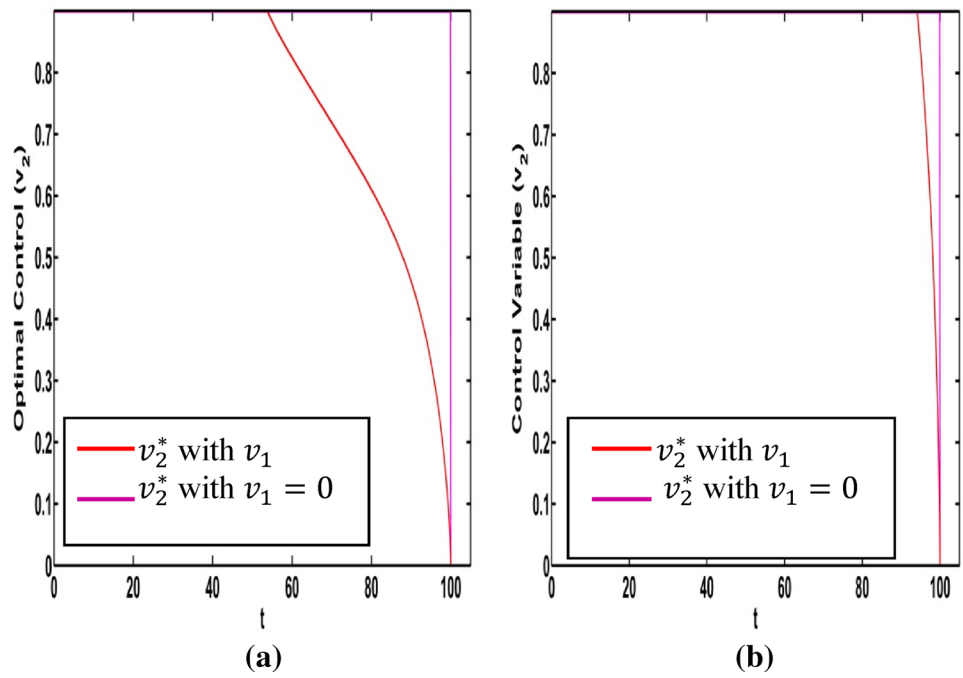 Optimal Control (v₂)
0.8
0.7
0.6
0.5
0.4
0.3
0.2
0.1
0
0 20 40 60 80 100
t
v₂* with v₁
v₂* with v₁ = 0
(a)
Control Variable (v₂)
0.8
0.7
0.6
0.5
0.4
0.3
0.2
0.1
0
0 20 40 60 80 100
t
v₂* with v₁
v₂* with v₁ = 0
(b)